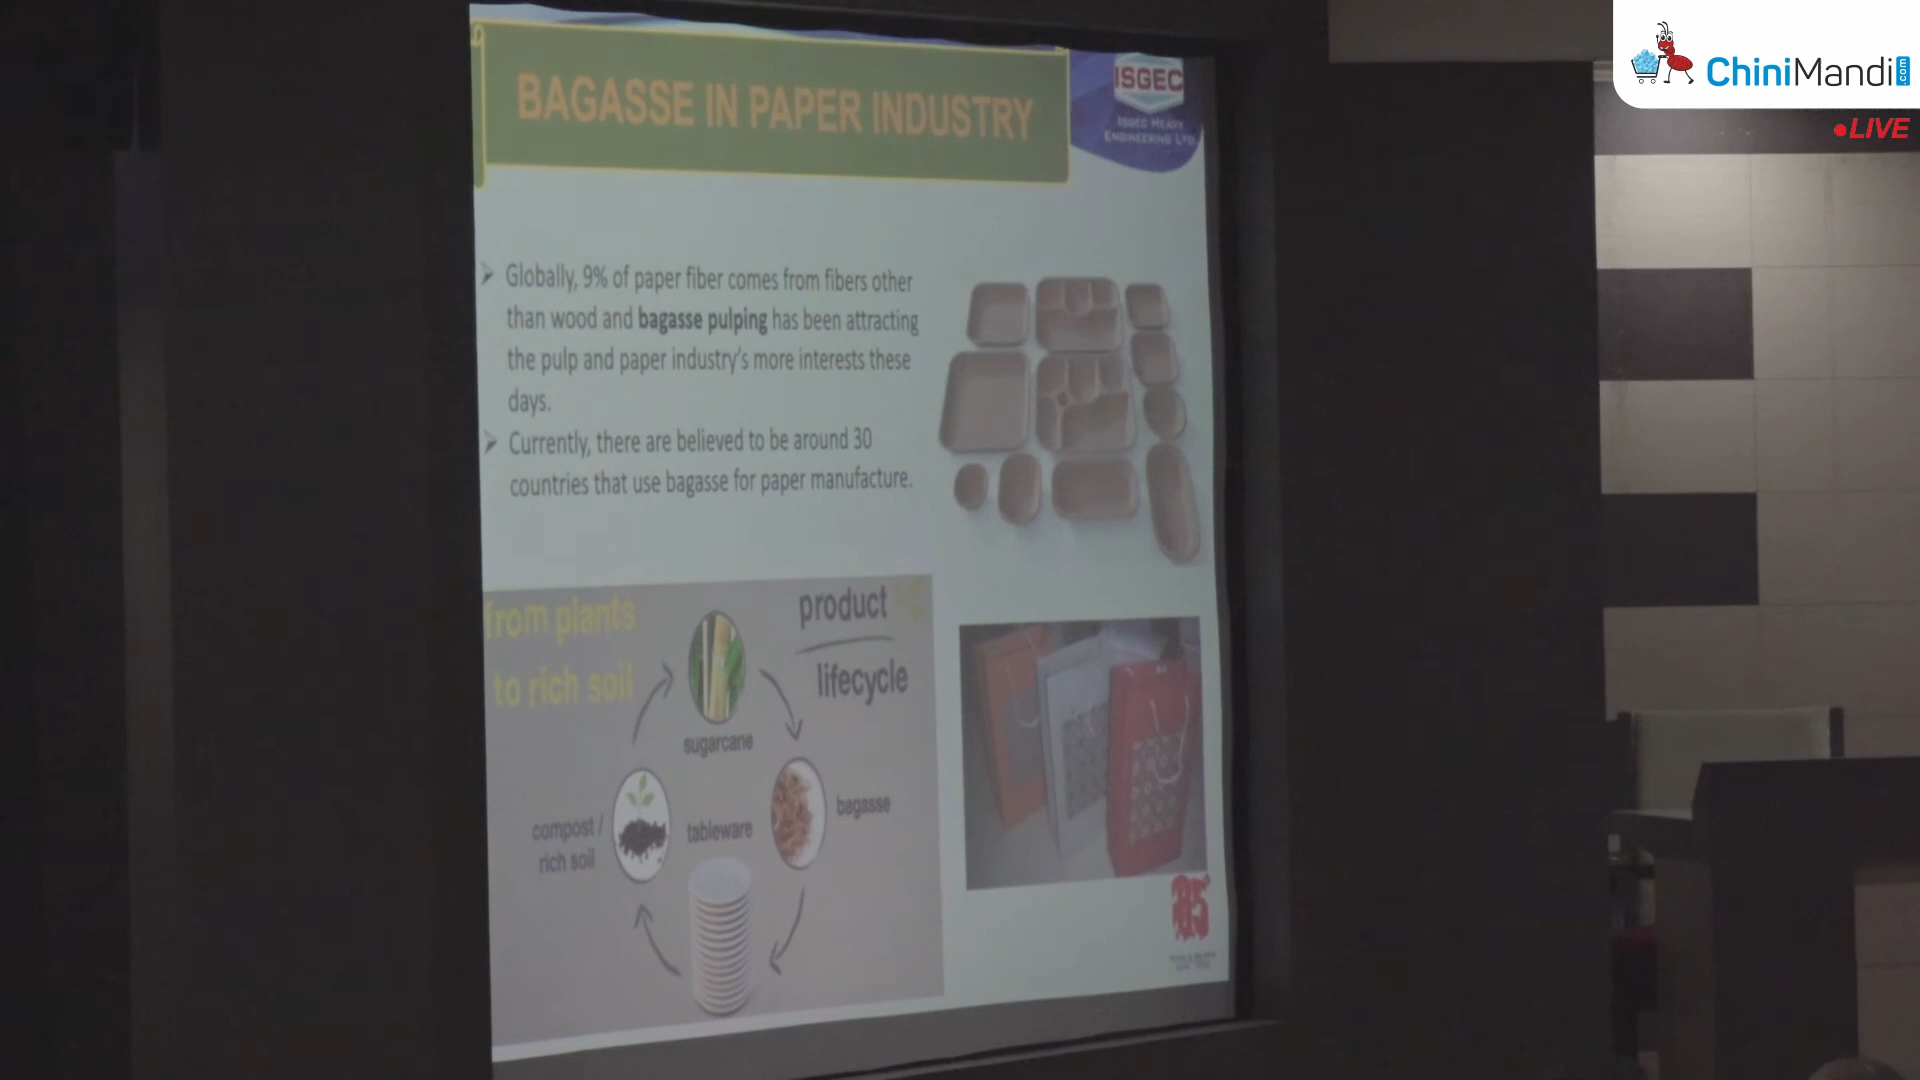 ChiniMandi.com
LIVE
BAGASSE IN PAPER INDUSTRY
ISGEC
ISGEC HEAVY
ENGINEERING LTD.
Globally, 9% of paper fiber comes from fibers other
than wood and bagasse pulping has been attracting
the pulp and paper industry's more interests these
days.
Currently, there are believed to be around 30
countries that use bagasse for paper manufacture.
from plants
to rich soil
product
lifecycle
sugarcane
bagasse
tableware
compost /
rich soil